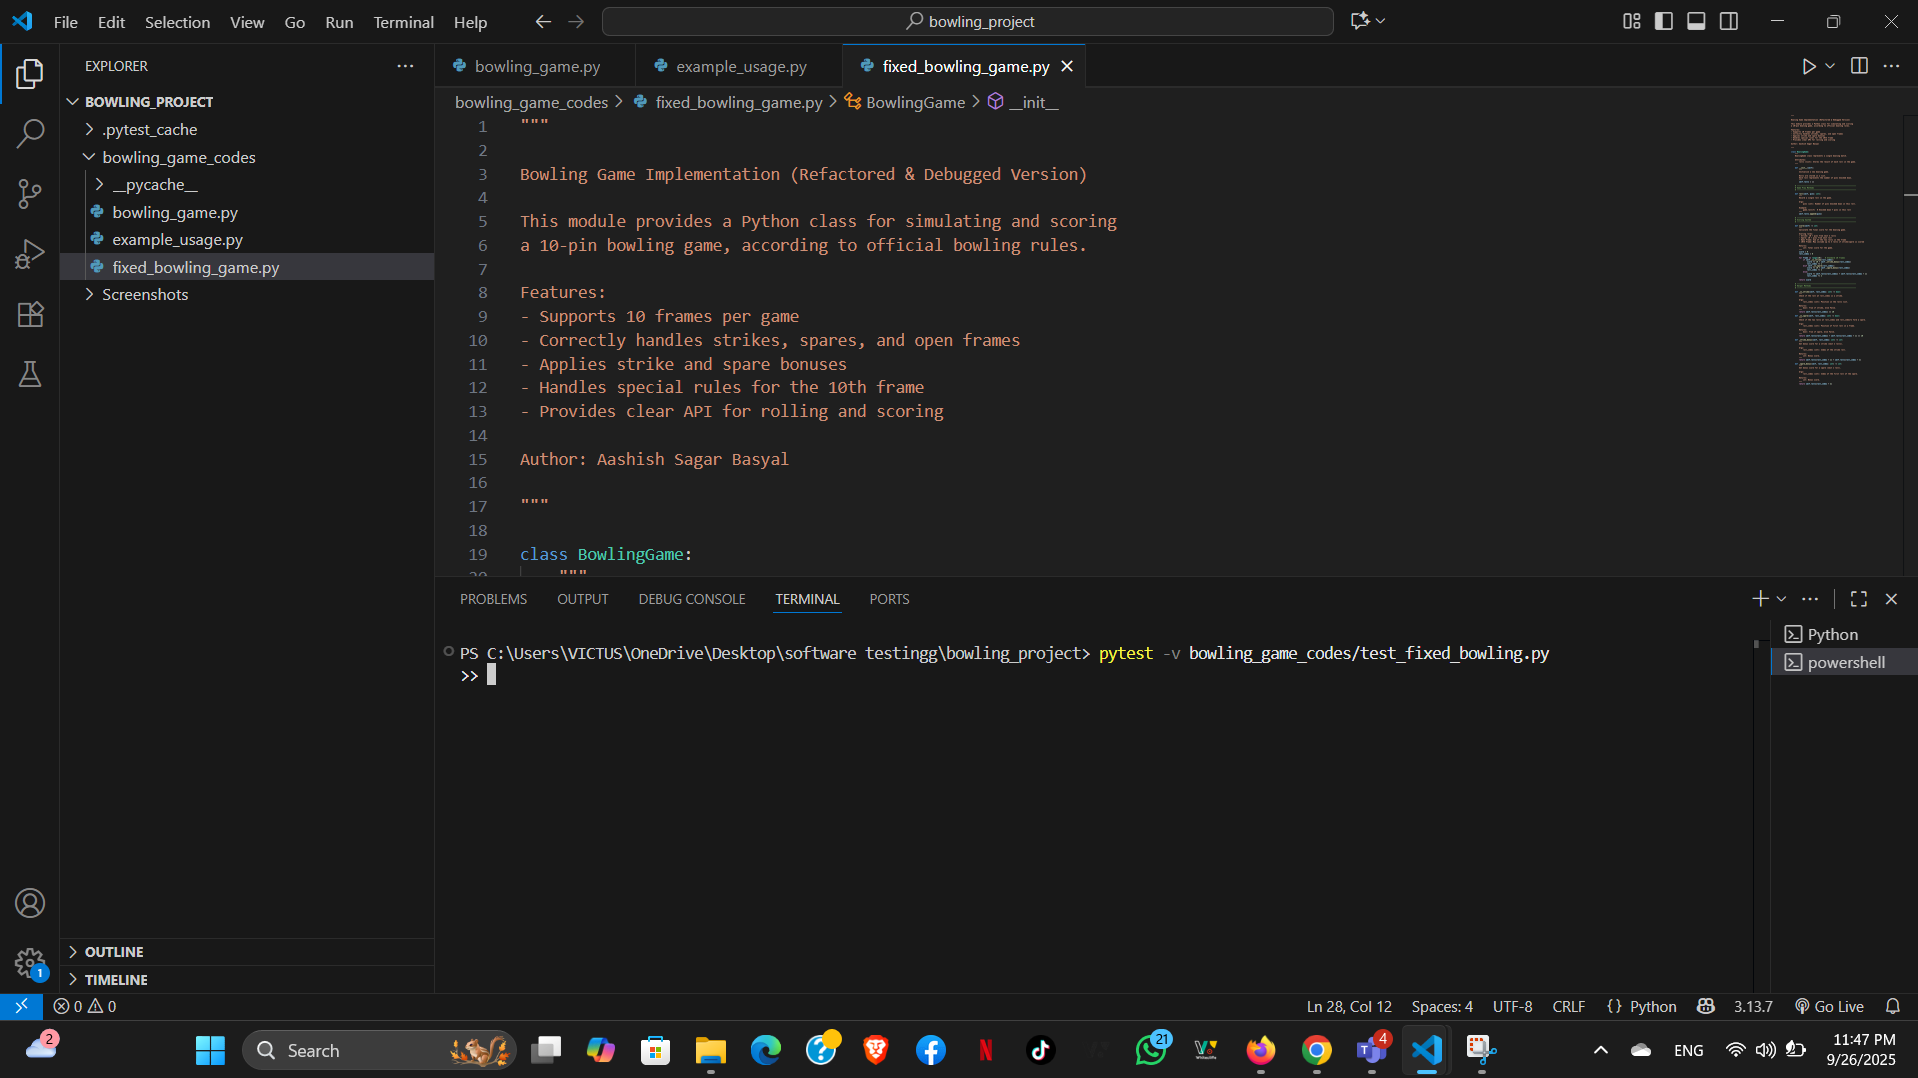 File Edit Selection View Go Run Terminal Help
bowling_project
EXPLORER
BOWLING_PROJECT
.pytest_cache
bowling_game_codes
__pycache__
bowling_game.py
example_usage.py
fixed_bowling_game.py
Screenshots
OUTLINE
TIMELINE
bowling_game.py example_usage.py fixed_bowling_game.py
bowling_game_codes > fixed_bowling_game.py > BowlingGame > __init__
1 """
2
3 Bowling Game Implementation (Refactored & Debugged Version)
4
5 This module provides a Python class for simulating and scoring
6 a 10-pin bowling game, according to official bowling rules.
7
8 Features:
9 - Supports 10 frames per game
10 - Correctly handles strikes, spares, and open frames
11 - Applies strike and spare bonuses
12 - Handles special rules for the 10th frame
13 - Provides clear API for rolling and scoring
14
15 Author: Aashish Sagar Basyal
16
17 """
18
19 class BowlingGame:
20 """
PROBLEMS OUTPUT DEBUG CONSOLE TERMINAL PORTS
PS C:\Users\VICTUS\OneDrive\Desktop\software testingg\bowling_project> pytest -v bowling_game_codes/test_fixed_bowling.py
>>
Python
powershell
1
0 0
Ln 28, Col 12 Spaces: 4 UTF-8 CRLF {} Python 3.13.7 Go Live
2
Search
21
4
ENG
11:47 PM
9/26/2025